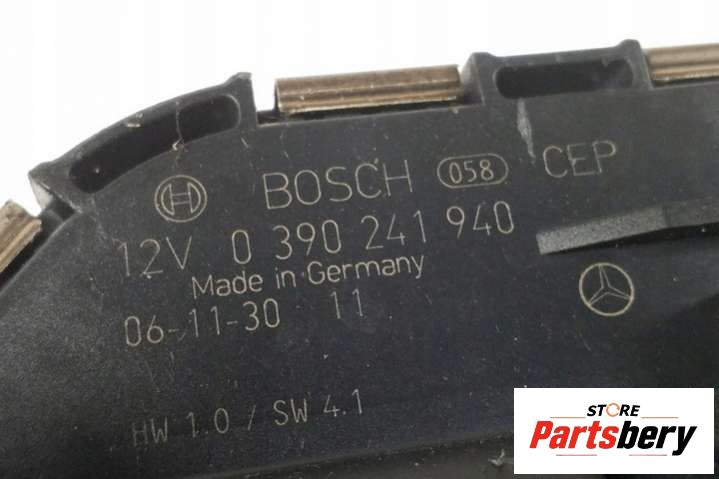 BOSCH 058 CEP
12V 0 390 241 940
Made in Germany
06-11-30 11
HW 1.0 / SW 4.1
STORE
Partsbery